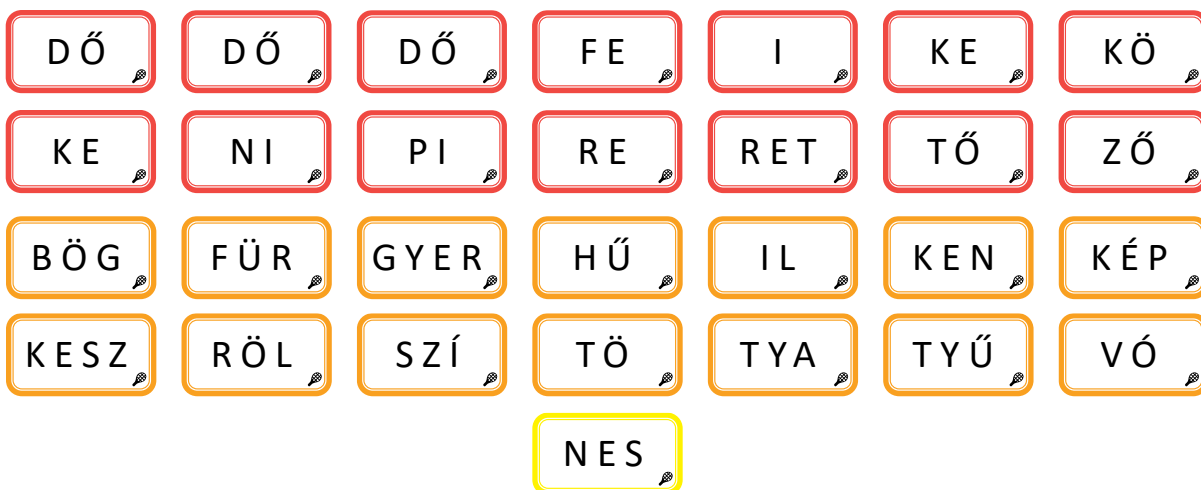 DŐ DŐ DŐ FE I KE KÖ
KE NI PI RE RET TŐ ZŐ
BÖG FÜR GYER HŰ IL KEN KÉP
KESZ RÖL SZÍ TÖ TYA TYŰ VÓ
NES